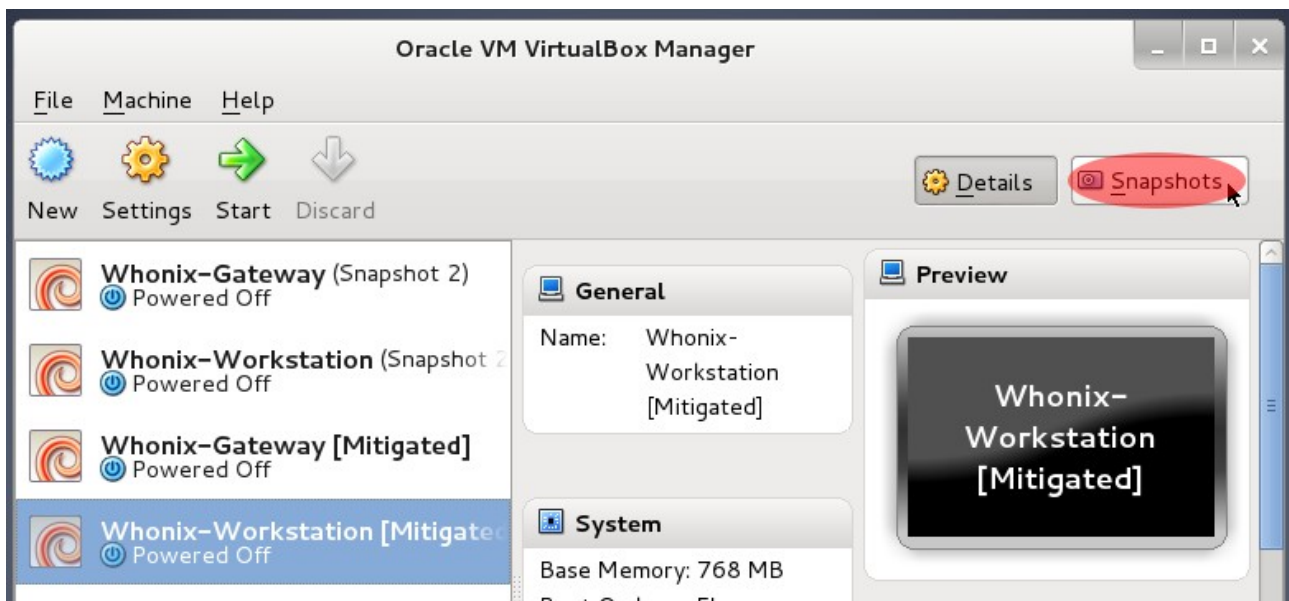 Oracle VM VirtualBox Manager
File Machine Help
New Settings Start Discard
Details Snapshots
Whonix-Gateway (Snapshot 2)
Powered Off
Whonix-Workstation (Snapshot 2
Powered Off
Whonix-Gateway [Mitigated]
Powered Off
Whonix-Workstation [Mitigated
Powered Off
General
Name: Whonix-
Workstation
[Mitigated]
System
Base Memory: 768 MB
Preview
Whonix-
Workstation
[Mitigated]